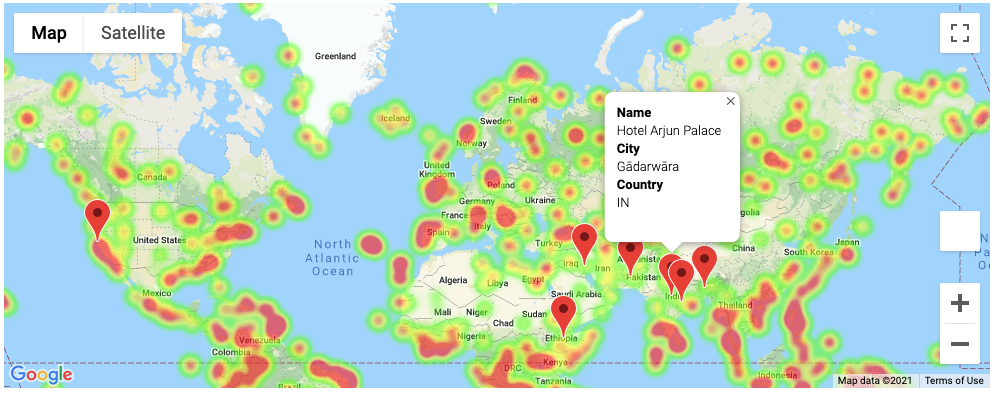 Map
Satellite
Greenland
Iceland
Finland
Sweden
Norway
Canada
United
Kingdom
Poland
Germany
Ukraine
France
Italy
Spain
Turkey
United States
North
Atlantic
Ocean
Name
Hotel Arjun Palace
City
Gādarwāra
Country
IN
China
South Korea
Japan
Iraq
Iran
Pakistan
Algeria
Libya
Egypt
Saudi Arabia
Mexico
Mali
Niger
Chad
Sudan
Nigeria
Ethiopia
Thailand
Venezuela
Colombia
DRC
Kenya
Tanzania
Indonesia
Google
Map data ©2021
Terms of Use